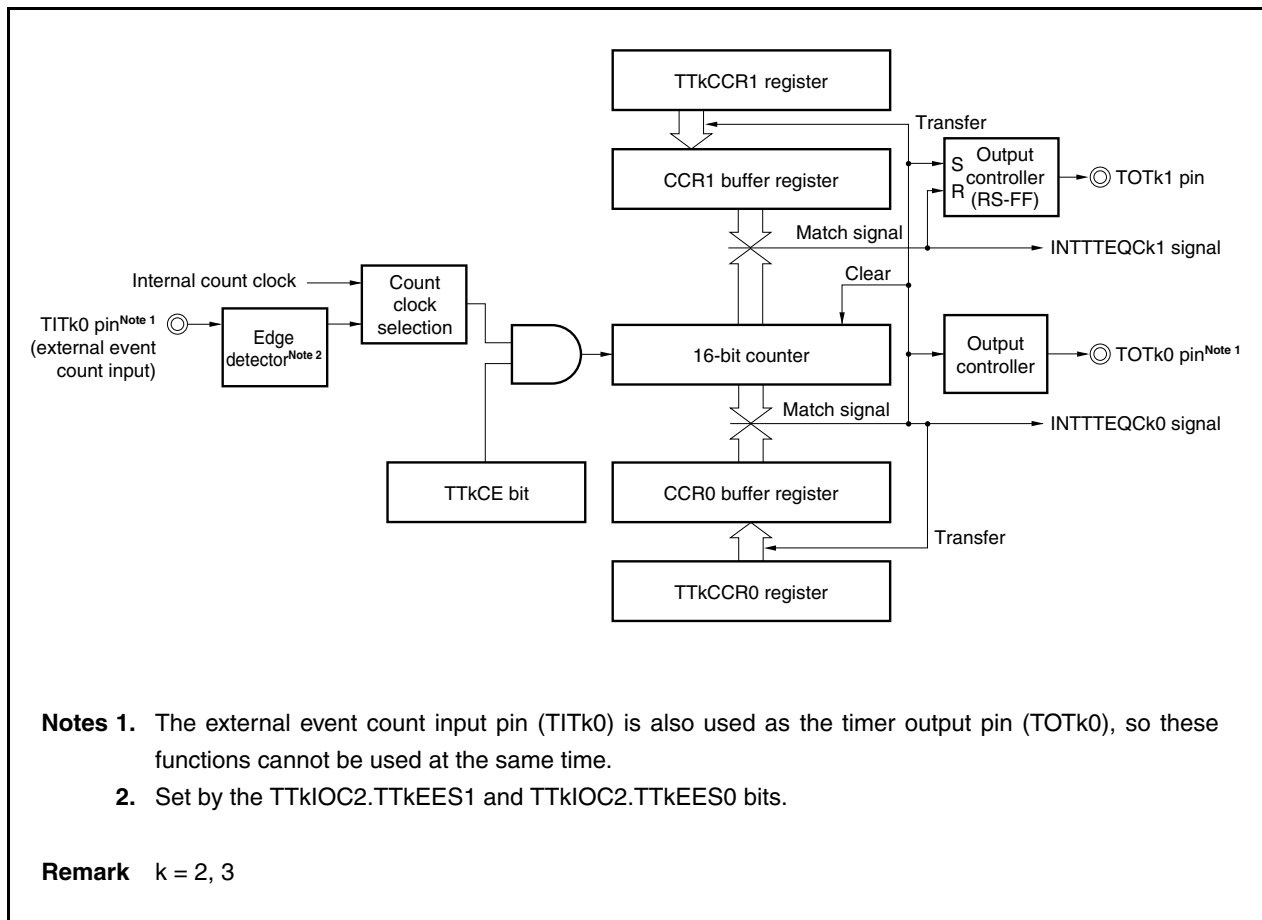 TTkCCR1 register
Transfer
CCR1 buffer register
S
R
Output
controller
(RS-FF)
TOTk1 pin
Match signal
INTTTEQCk1 signal
Internal count clock
Count
clock
selection
Clear
TITk0 pinNote 1
(external event
count input)
Edge
detectorNote 2
16-bit counter
Output
controller
TOTk0 pinNote 1
Match signal
INTTTEQCk0 signal
TTkCE bit
CCR0 buffer register
Transfer
TTkCCR0 register
Notes 1. The external event count input pin (TITk0) is also used as the timer output pin (TOTk0), so these
functions cannot be used at the same time.
2. Set by the TTkIOC2.TTkEES1 and TTkIOC2.TTkEES0 bits.
Remark k = 2, 3